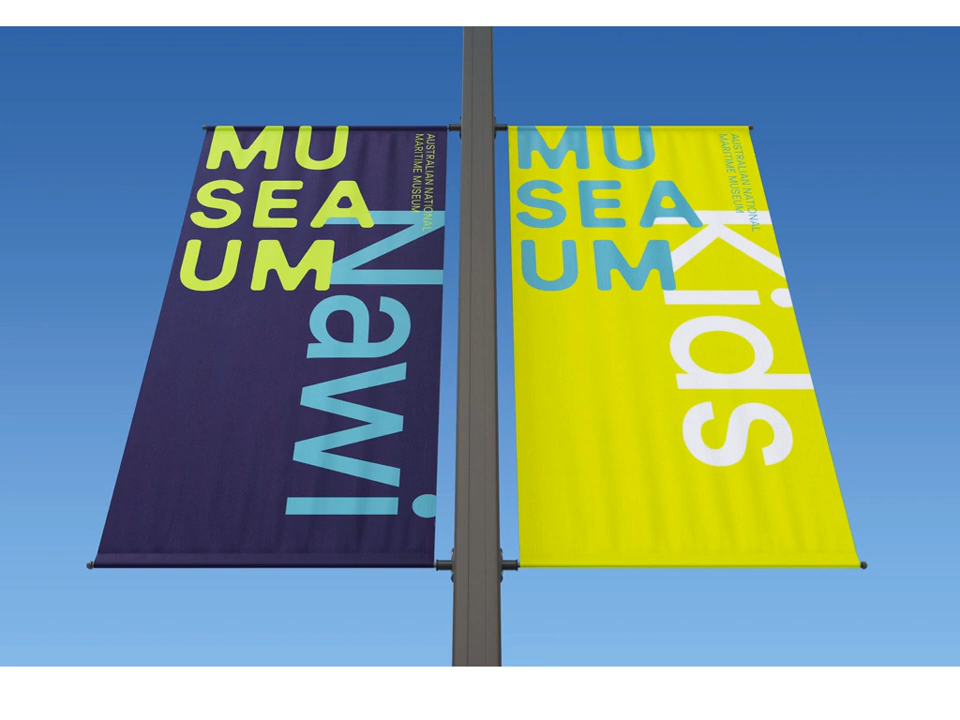 MU
SEA
UM
AUSTRALIAN NATIONAL
MARITIME MUSEUM
Nawi
MU
SEA
UM
AUSTRALIAN NATIONAL
MARITIME MUSEUM
Kids